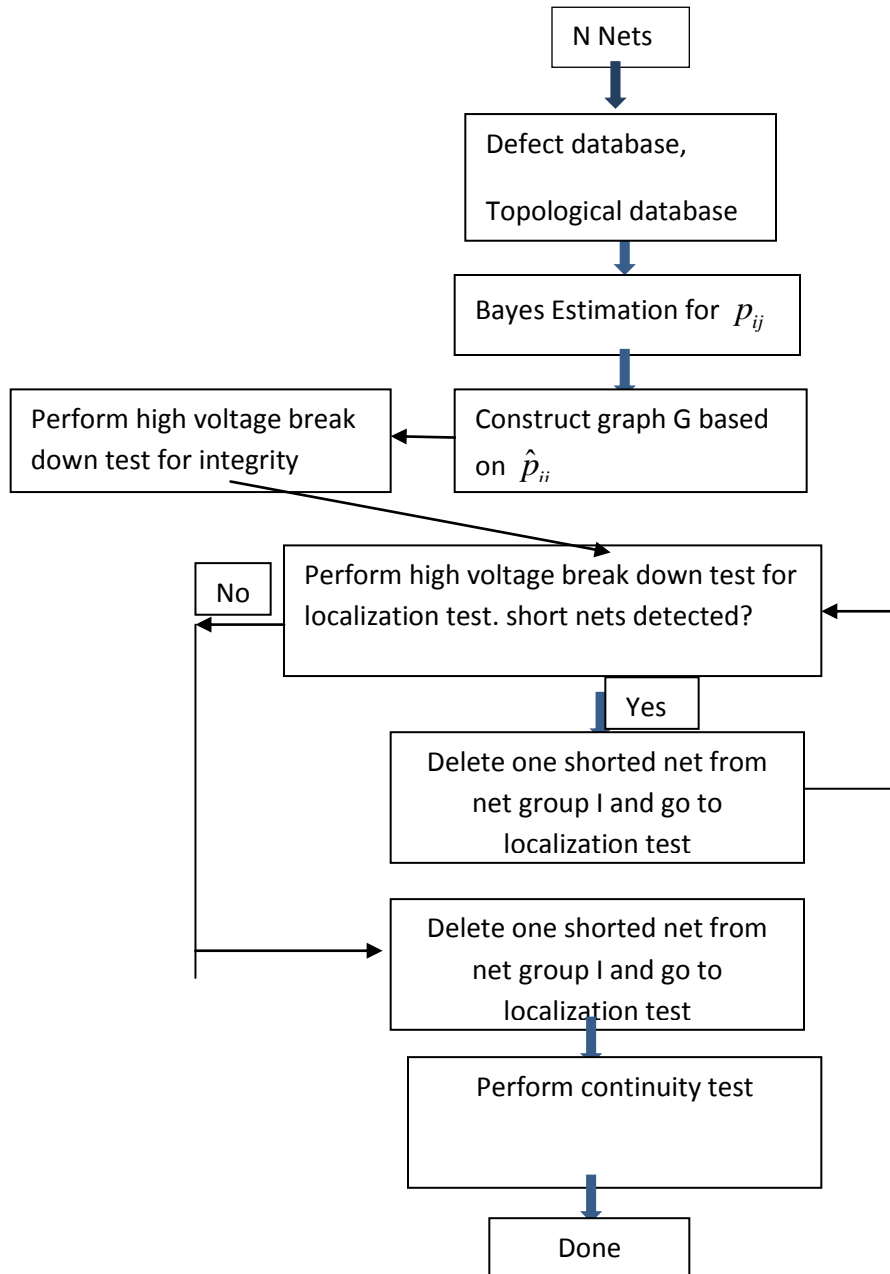 N Nets
Defect database,
Topological database
Bayes Estimation for p_{ij}
Perform high voltage break
down test for integrity
Construct graph G based
on p̂_{ij}
Perform high voltage break down test for
localization test. short nets detected?
No
Yes
Delete one shorted net from
net group I and go to
localization test
Delete one shorted net from
net group I and go to
localization test
Perform continuity test
Done